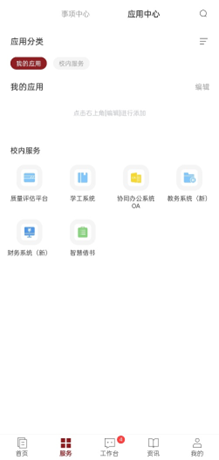 事项中心 应用中心
应用分类
我的应用 校内服务
我的应用 编辑
点击右上角[编辑]进行添加
校内服务
质量评估平台 学工系统 协同办公系统OA 教务系统（新）
财务系统（新） 智慧借书
4
首页 服务 工作台 资讯 我的